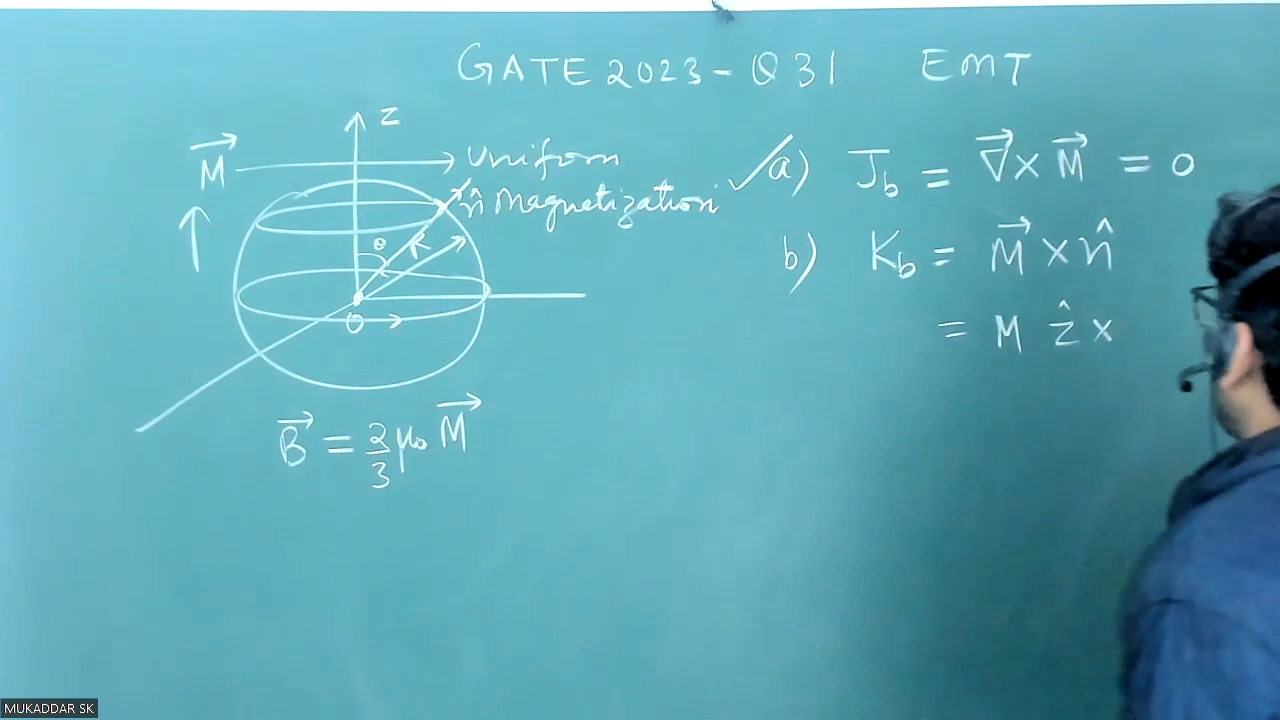 GATE 2023 - Q 31 EMT
z
M⃗ → Uniform
n̂ Magnetization
θ R
O
B⃗ = 2/3 μ₀ M⃗
✓a) J_b = ∇⃗ × M⃗ = 0
b) K_b = M⃗ × n̂
= M ẑ ×
MUKADDAR SK